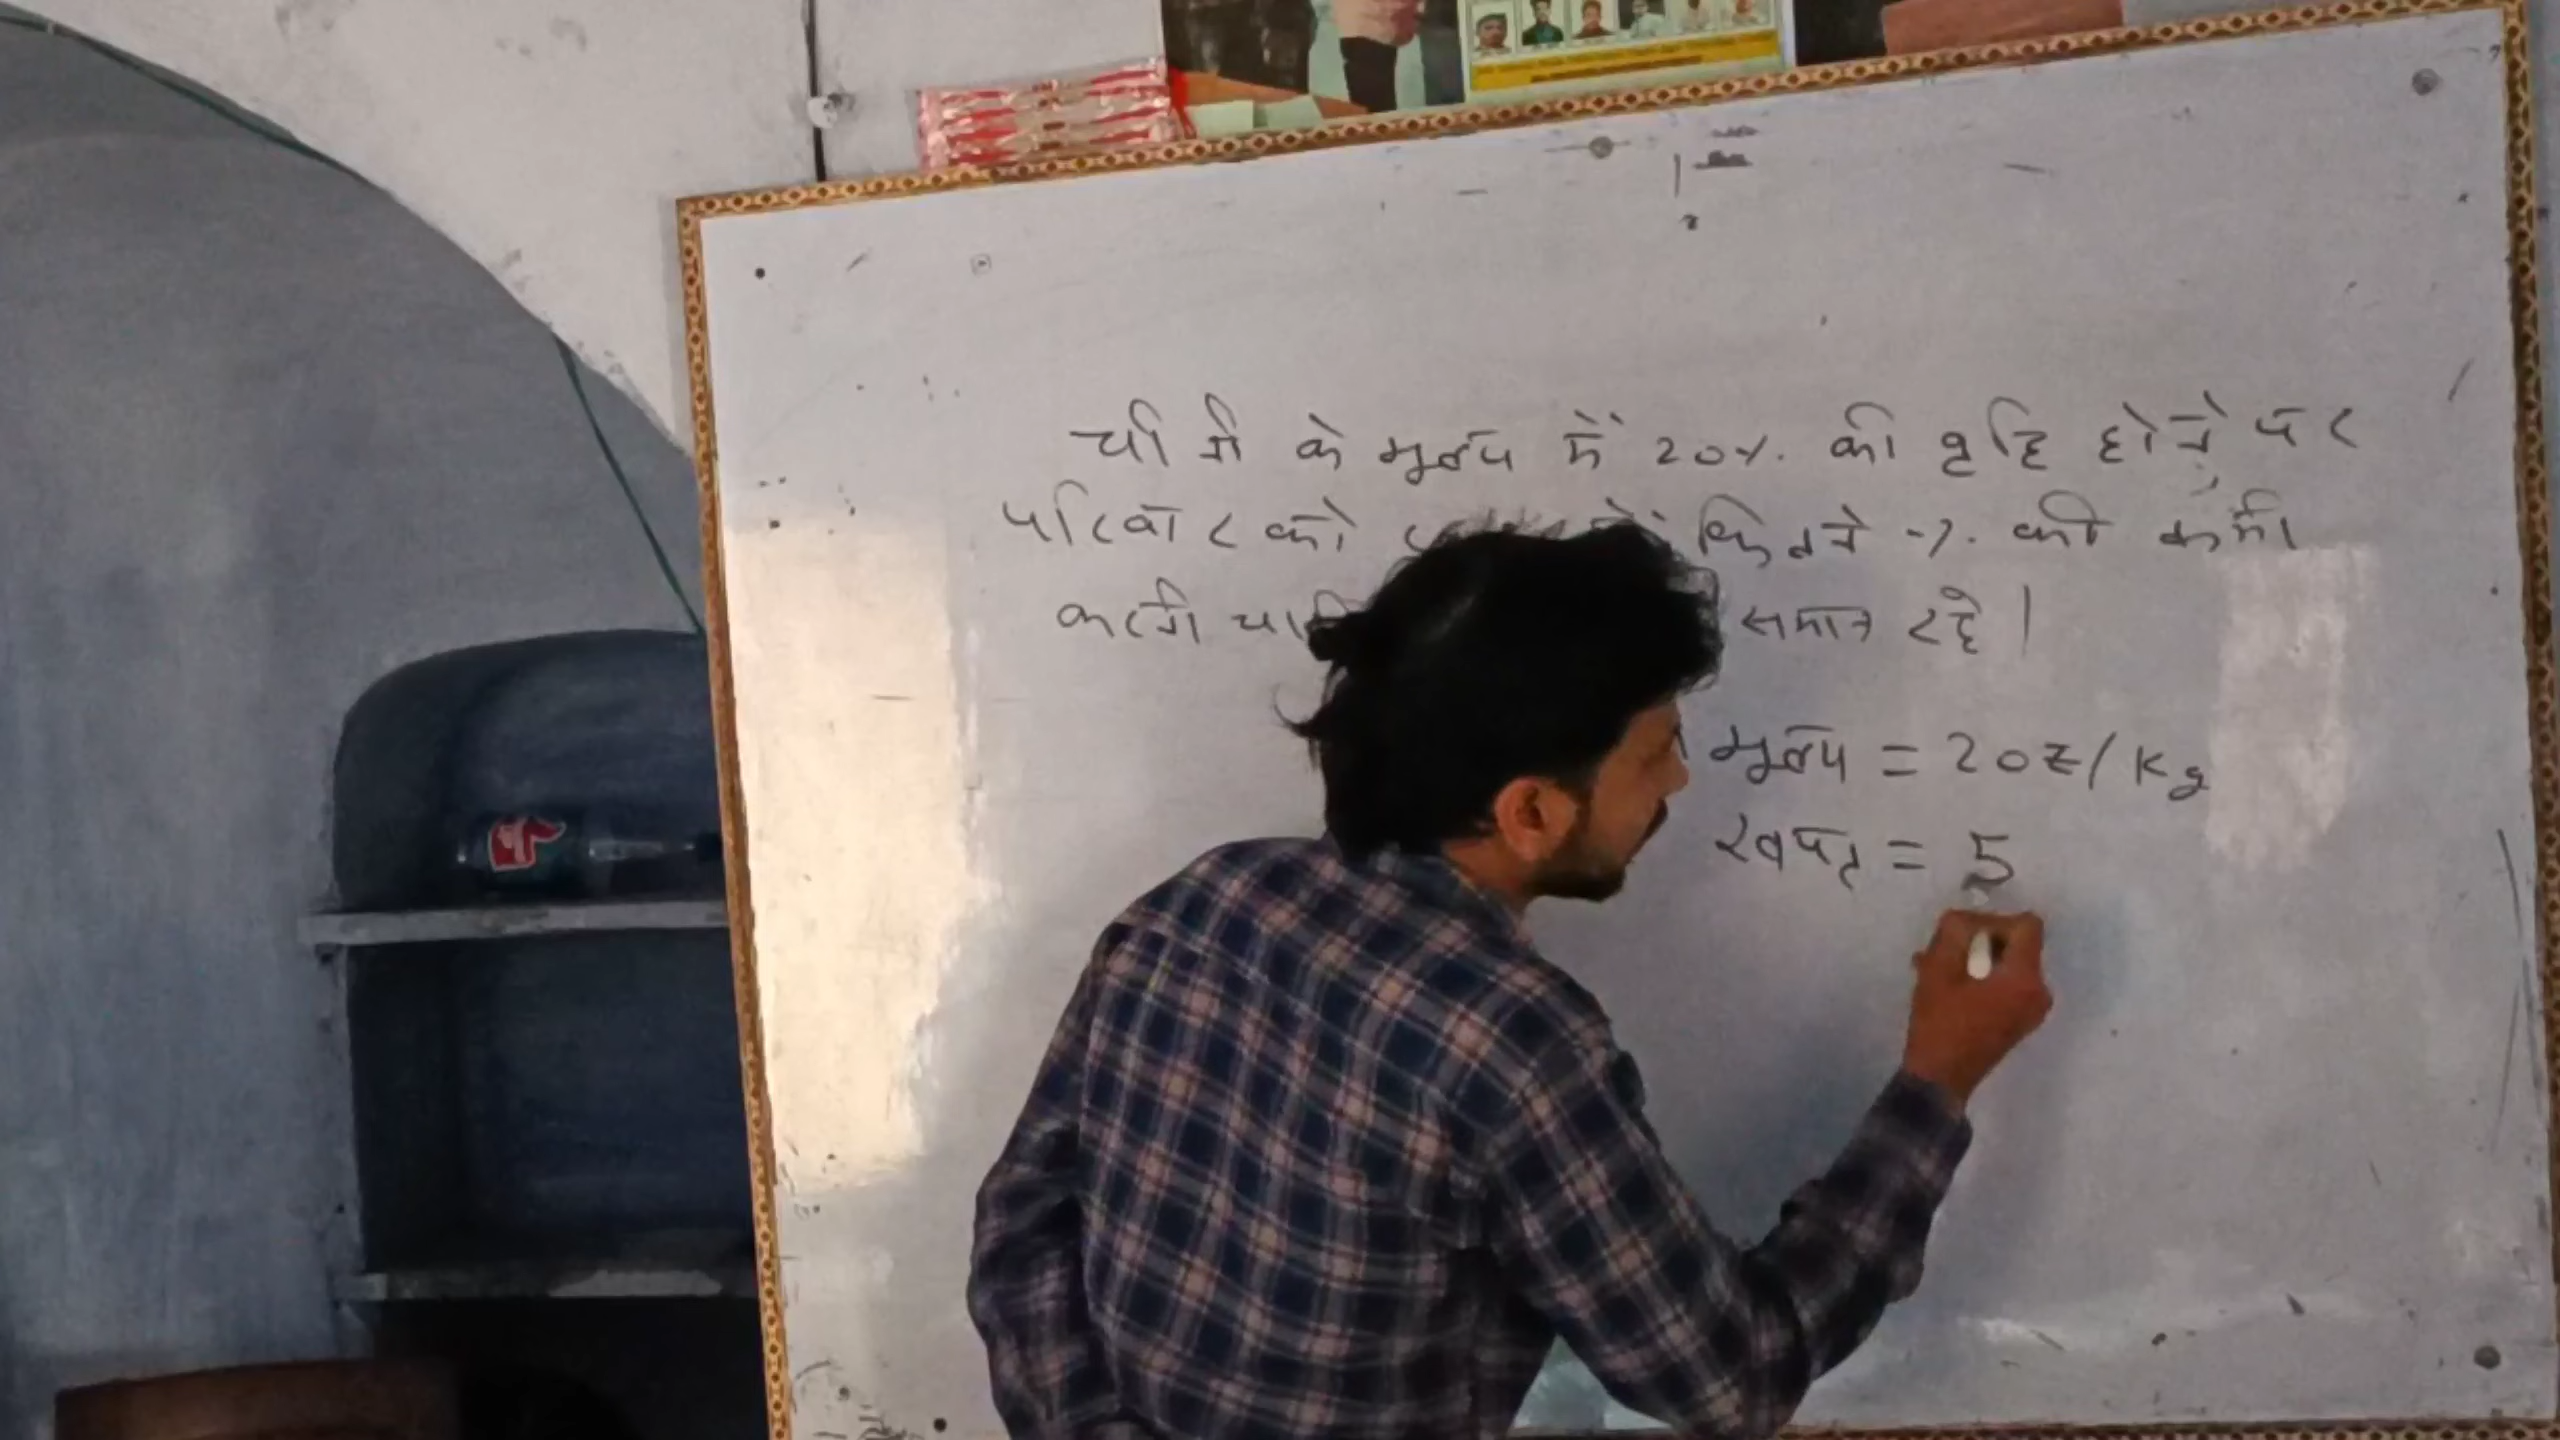 चीनी के मुल्य में 20%. की वृद्धि होने पर
परिवार को में कितने %. की कमी
करनी समान रहे।
मुल्य = 20₹/Kg
खपत = 5